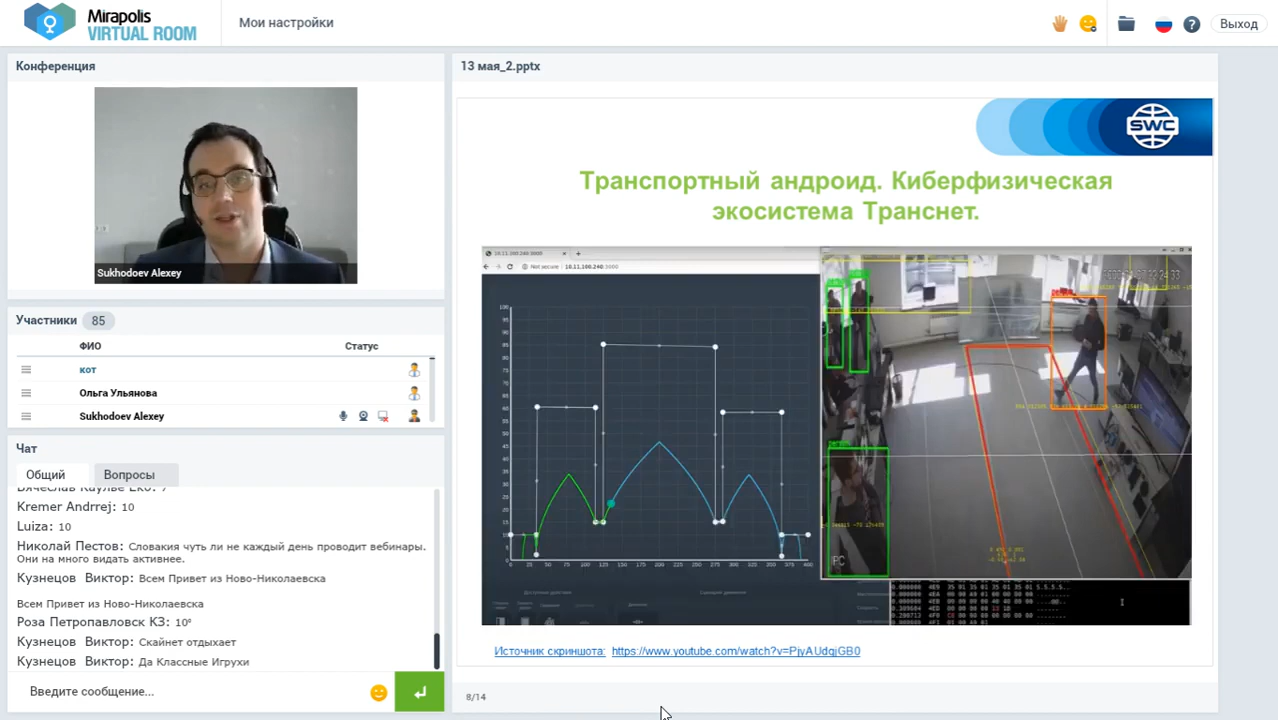 Mirapolis
VIRTUAL ROOM
Мои настройки
Выход
Конференция
Sukhodoev Alexey
Участники 85
ФИО Статус
кот
Ольга Ульянова
Sukhodoev Alexey
Чат
Общий Вопросы
Kremer Andrrej: 10
Luiza: 10
Николай Пестов: Словакия чуть ли не каждый день проводит вебинары.
Они на много видать активнее.
Кузнецов Виктор: Всем Привет из Ново-Николаевска
Всем Привет из Ново-Николаевска
Роза Петропавловск КЗ: 10°
Кузнецов Виктор: Скайнет отдыхает
Кузнецов Виктор: Да Классные Игрухи
Введите сообщение...
13 мая_2.pptx
SWC
Транспортный андроид. Киберфизическая
экосистема Транснет.
Not secure
PC
Источник скриншота: https://www.youtube.com/watch?v=PjyAUdqjGB0
8/14